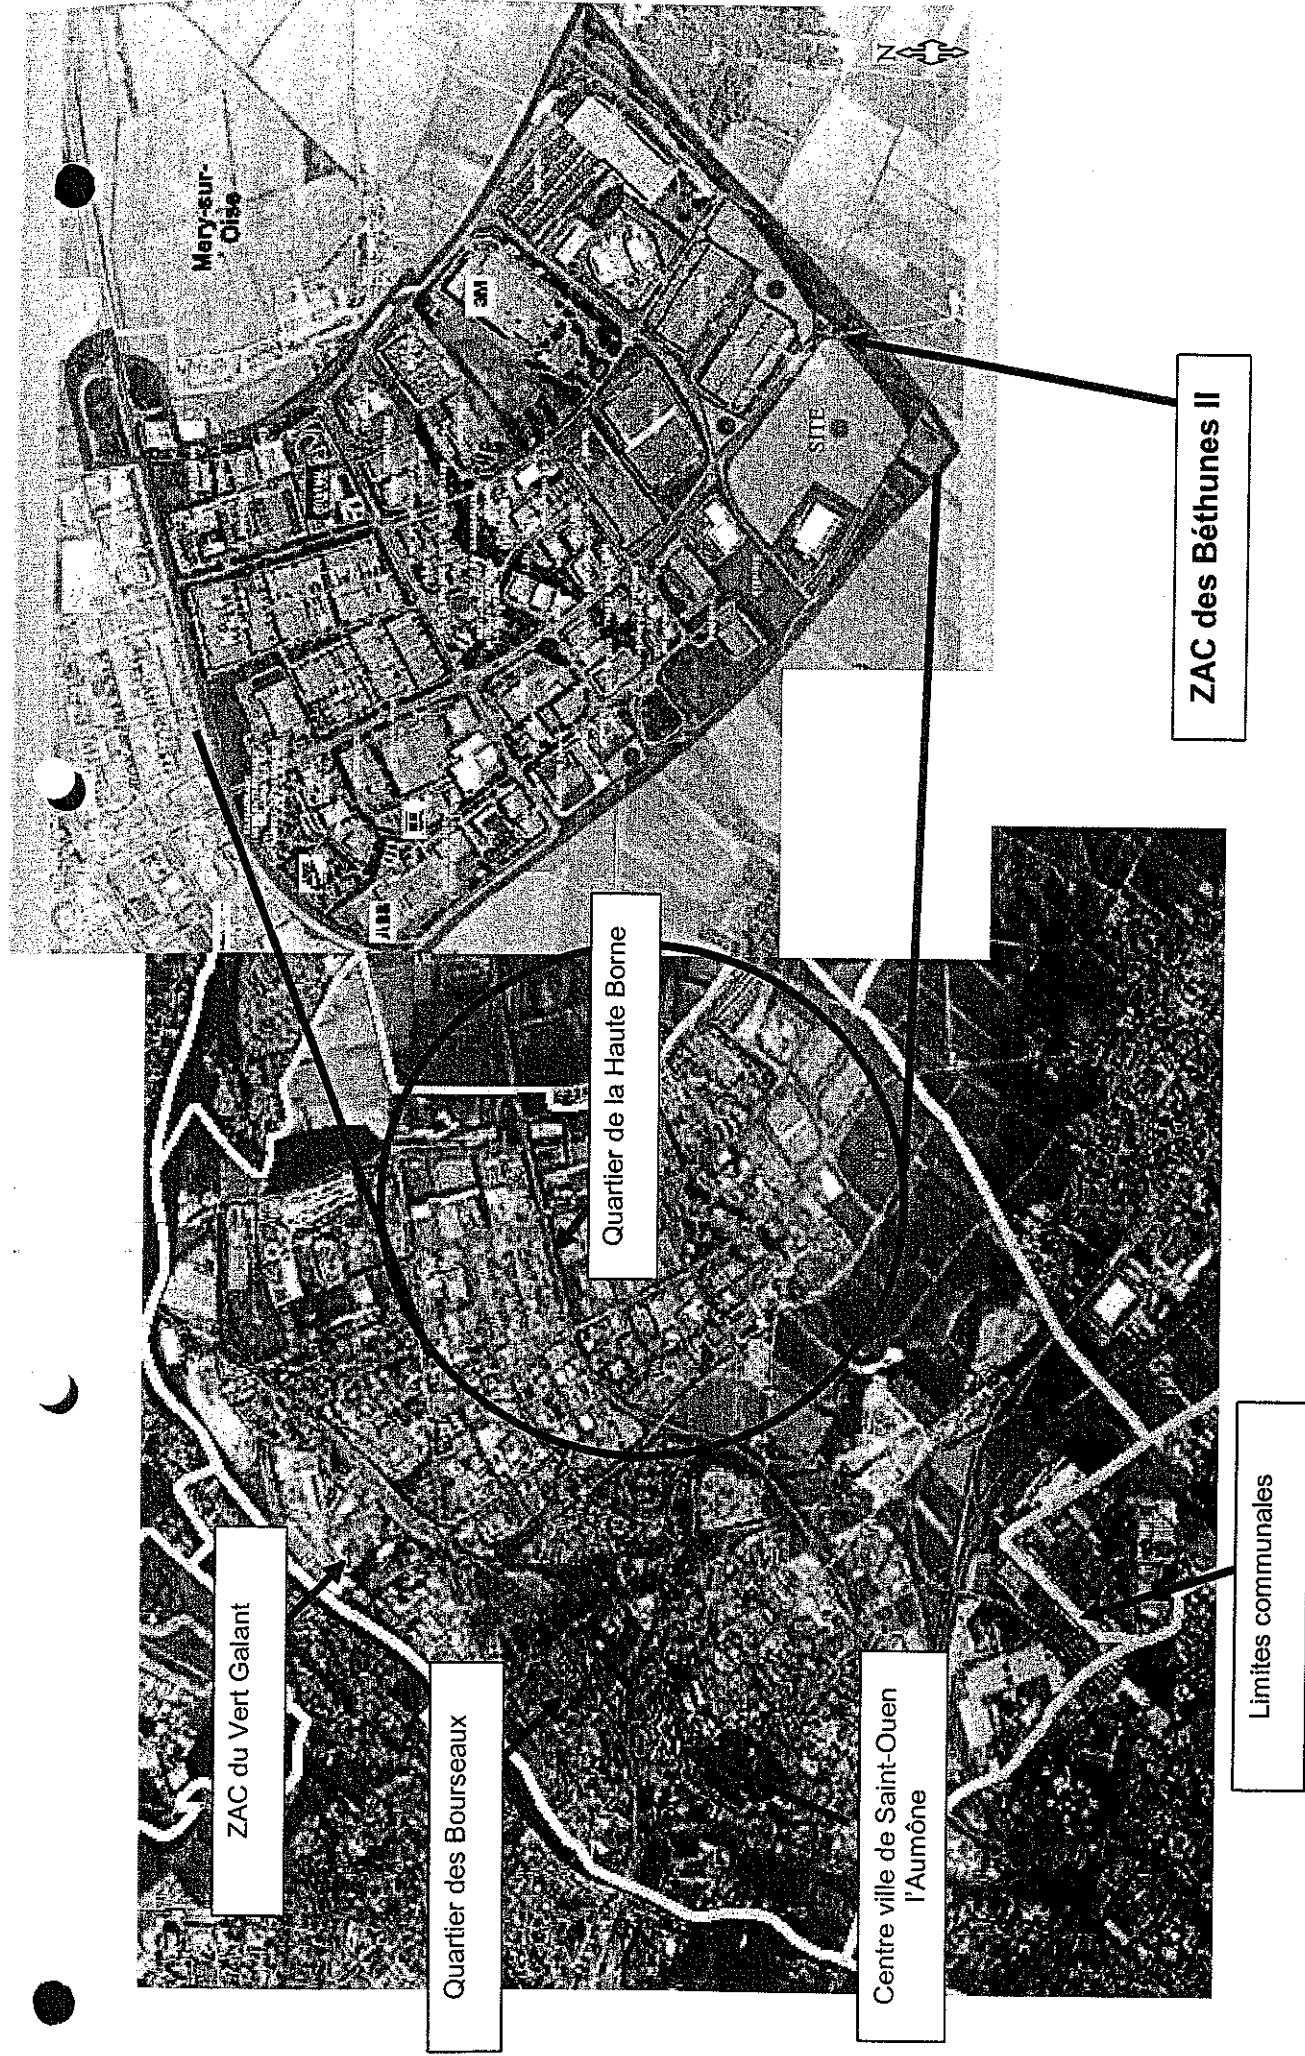 ZAC du Vert Galant
Quartier des Bourseaux
Centre ville de Saint-Ouen
l'Aumône
Limites communales
Quartier de la Haute Borne
ZAC des Béthunes II
Mery-sur-
Oise
3M
SITE
N